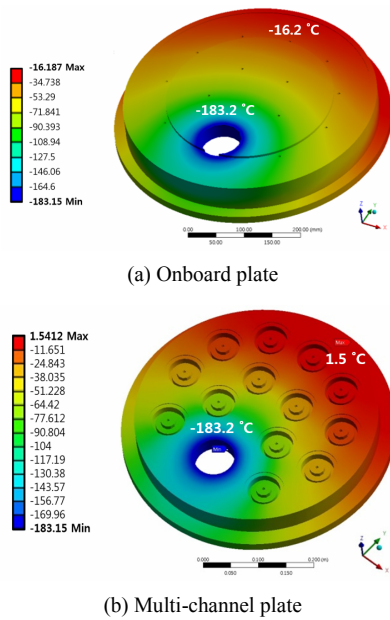 -16.2 ˚C
-16.187 Max
-34.738
-53.29
-71.841
-90.393
-108.94
-127.5
-146.06
-164.6
-183.15 Min
-183.2 ˚C
0.00
100.00
200.00 (mm)
50.00
150.00
Z
Y
X
(a) Onboard plate
1.5412 Max
-11.651
-24.843
-38.035
-51.228
-64.42
-77.612
-90.804
-104
-117.19
-130.38
-143.57
-156.77
-169.96
-183.15 Min
Max
1.5 ˚C
-183.2 ˚C
Min
0.000
0.100
0.200 (m)
0.050
0.150
Z
Y
X
(b) Multi-channel plate